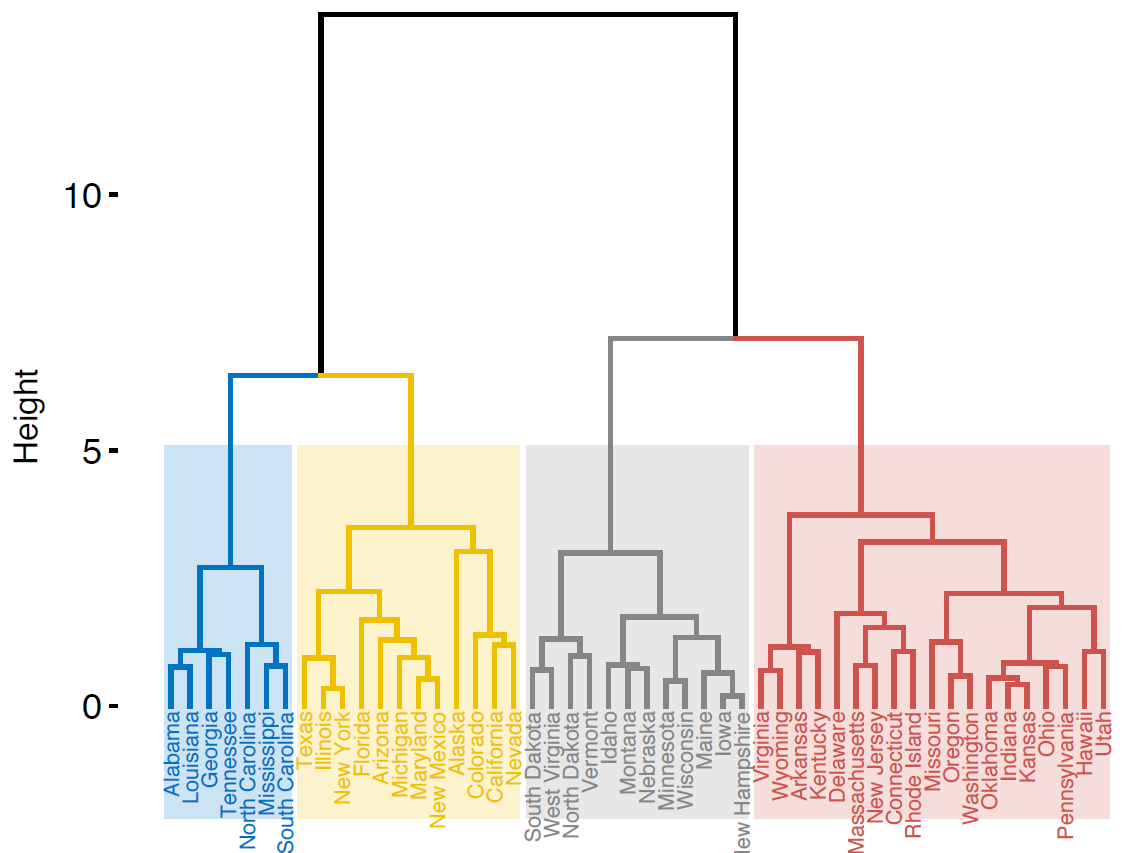 10
5
0
Height
Alabama
Louisiana
Georgia
Tennessee
North Carolina
Mississippi
South Carolina
Texas
Illinois
New York
Florida
Arizona
Michigan
Maryland
New Mexico
Alaska
Colorado
California
Nevada
South Dakota
West Virginia
North Dakota
Vermont
Idaho
Montana
Nebraska
Minnesota
Wisconsin
Maine
Iowa
lew Hampshire
Virginia
Wyoming
Arkansas
Kentucky
Delaware
Massachusetts
New Jersey
Connecticut
Rhode Island
Missouri
Oregon
Washington
Oklahoma
Indiana
Kansas
Ohio
Pennsylvania
Hawaii
Utah